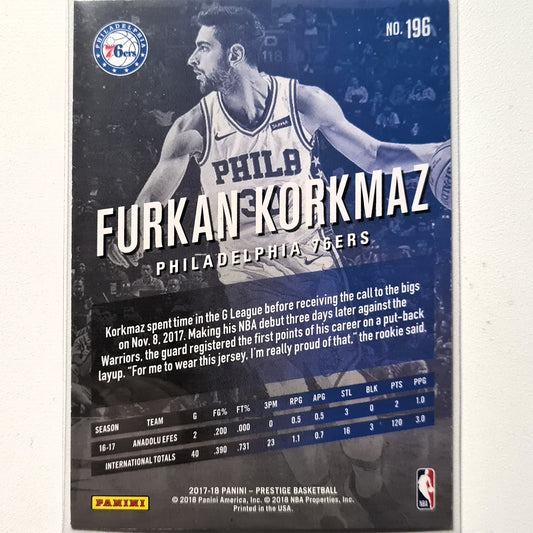 PHILADELPHIA
76ers
NO. 196
PHILA
FURKAN KORKMAZ
PHILADELPHIA 76ERS
Korkmaz spent time in the G League before receiving the call to the bigs
on Nov. 8, 2017. Making his NBA debut three days later against the
Warriors, the guard registered the first points of his career on a put-back
layup. “For me to wear this jersey, I'm really proud of that,” the rookie said.
SEASON TEAM G FG% FT% 3PM RPG APG STL BLK PTS PPG
16-17 ANADOLU EFES 2 .200 .000 0 0.5 0.5 3 0 2 1.0
INTERNATIONAL TOTALS 40 .390 .731 23 1.1 0.7 16 3 120 3.0
PANINI
2017-18 PANINI – PRESTIGE BASKETBALL
© 2018 Panini America, Inc. © 2018 NBA Properties, Inc.
Printed in the USA.
NBA